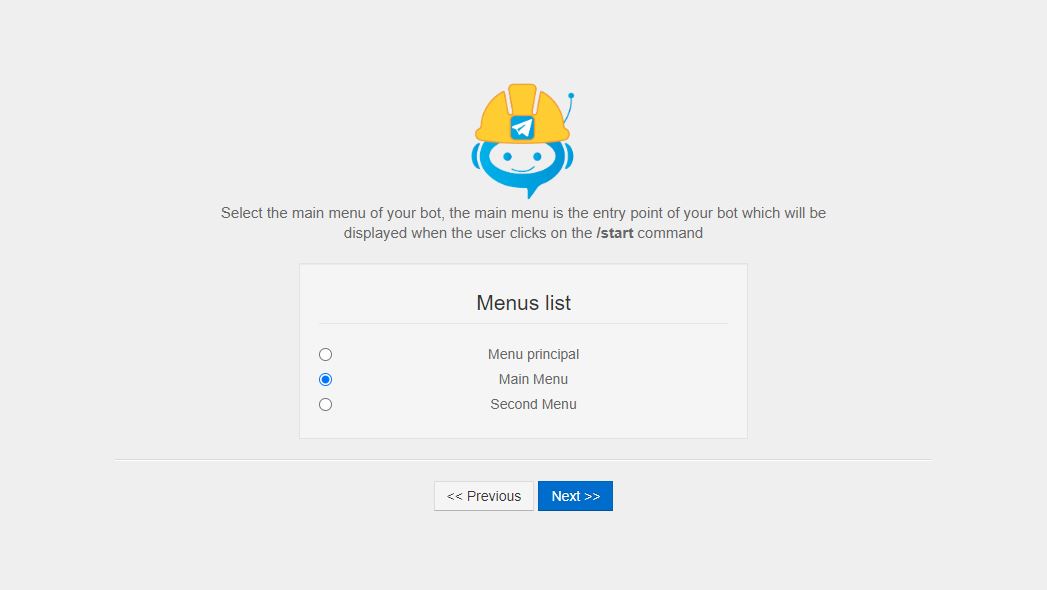 Select the main menu of your bot, the main menu is the entry point of your bot which will be
displayed when the user clicks on the /start command
Menus list
Menu principal
Main Menu
Second Menu
<< Previous
Next >>